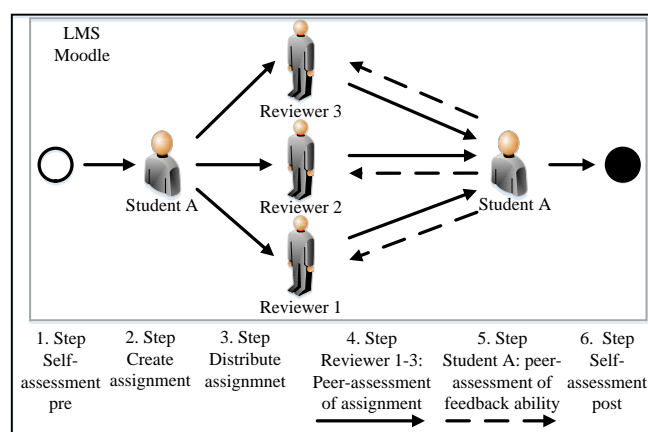 LMS
Moodle
Reviewer 3
Student A
Reviewer 2
Student A
Reviewer 1
1. Step
Self-
assessment
pre
2. Step
Create
assignment
3. Step
Distribute
assignmnet
4. Step
Reviewer 1-3:
Peer-assessment
of assignment
5. Step
Student A: peer-
assessment of
feedback ability
6. Step
Self-
assessment
post